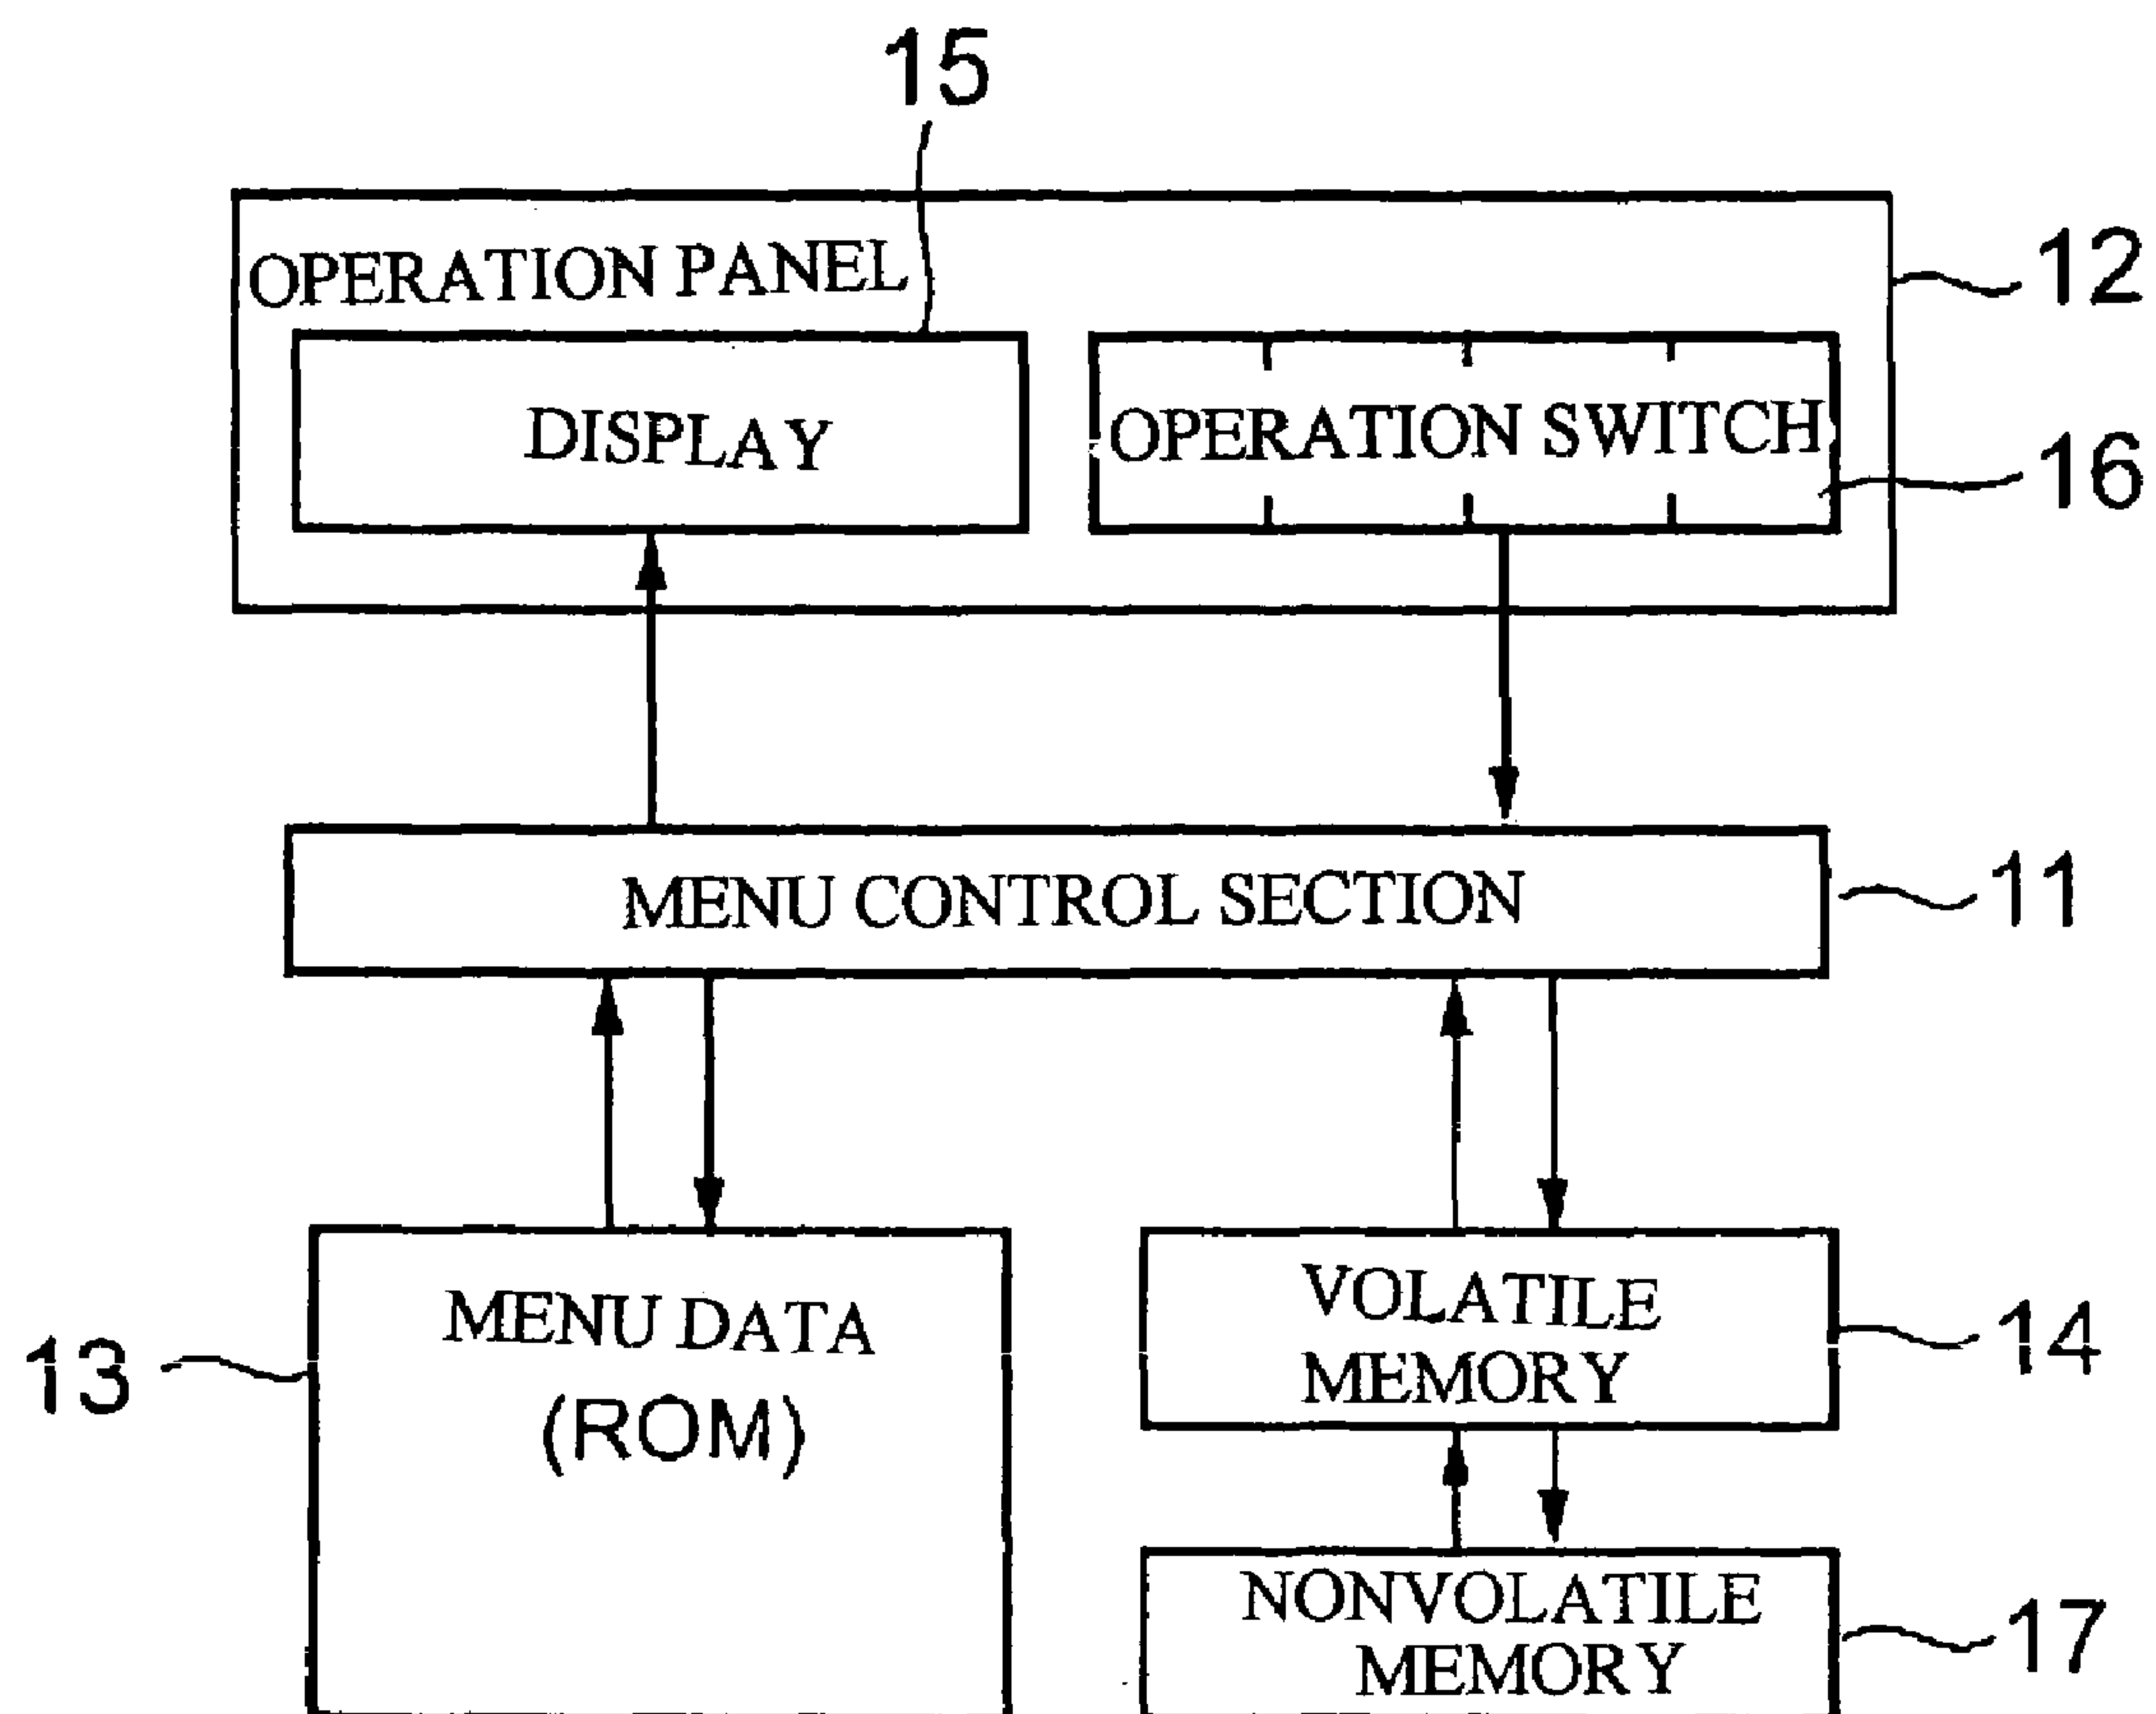 15
OPERATION PANEL
12
DISPLAY
OPERATION SWITCH
16
MENU CONTROL SECTION
11
MENU DATA
(ROM)
13
VOLATILE
MEMORY
14
NONVOLATILE
MEMORY
17